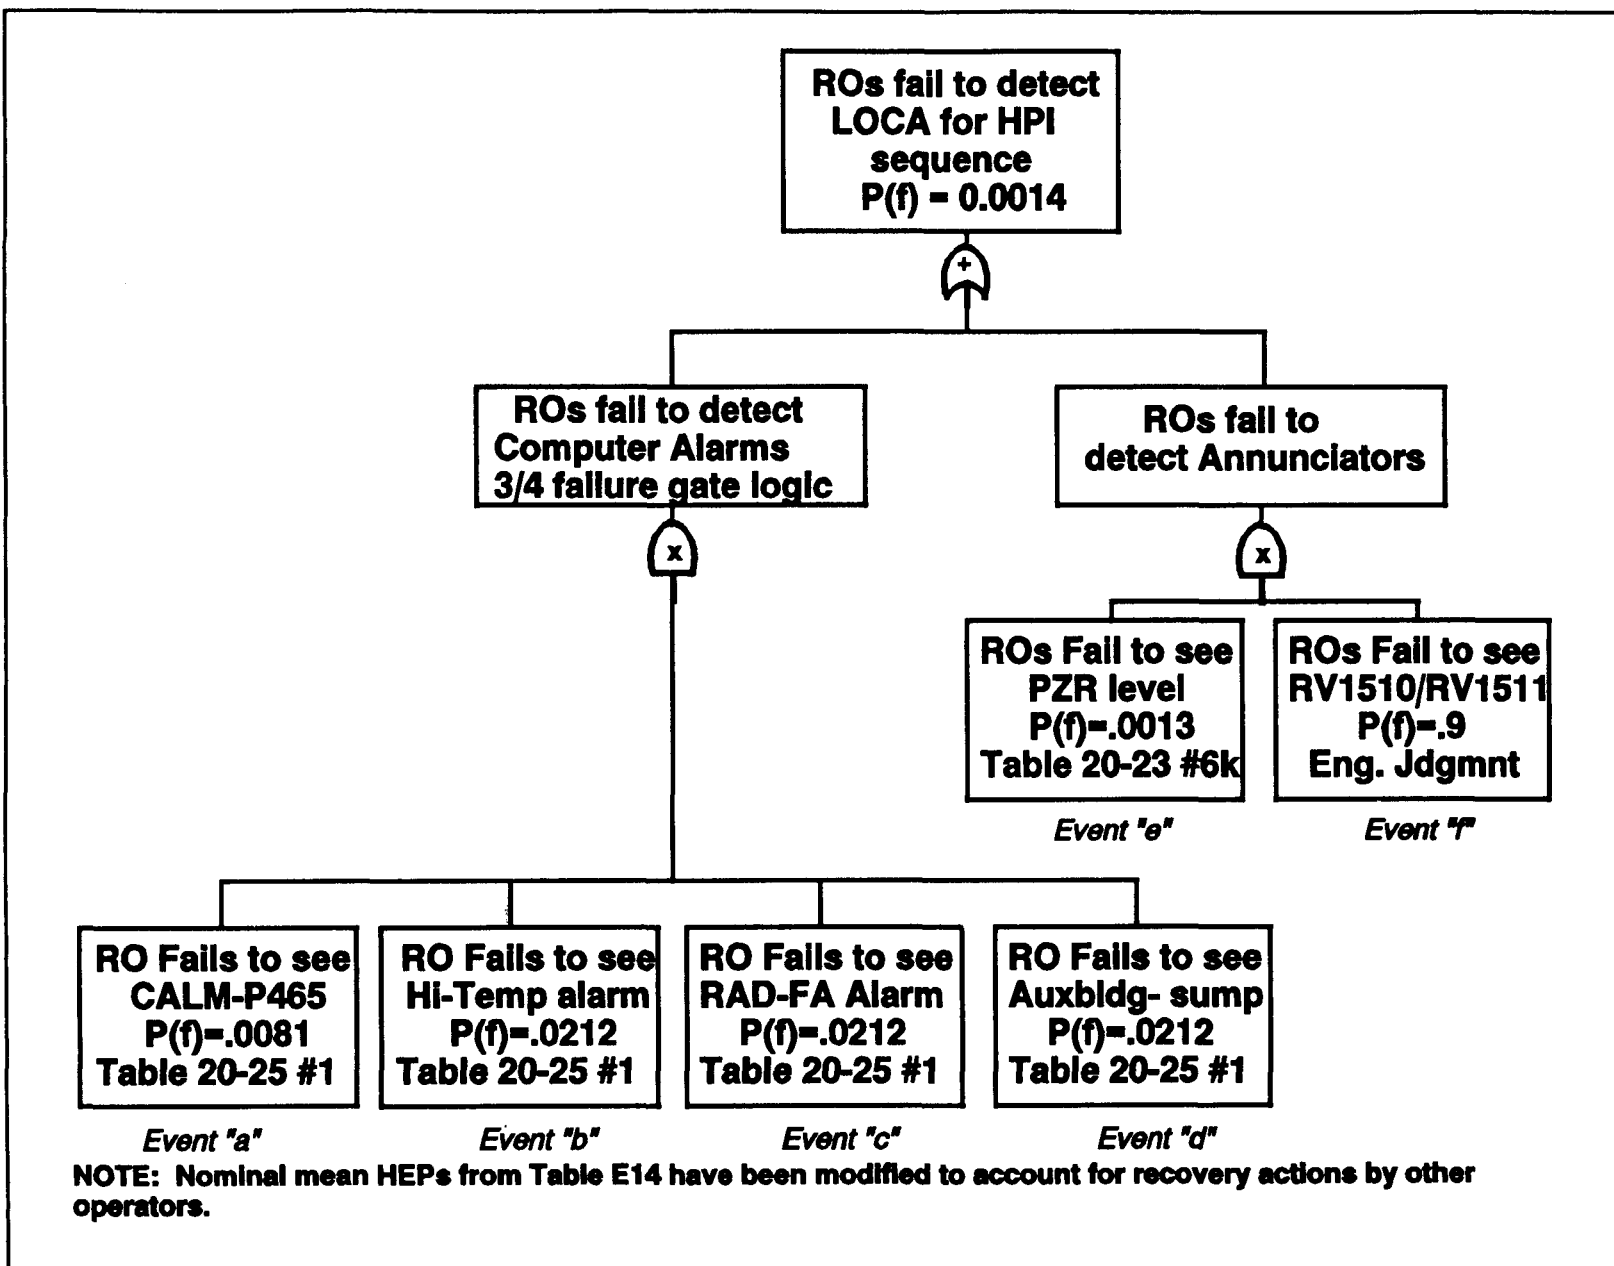 ROs fail to detect
LOCA for HPI
sequence
P(f) = 0.0014
+
ROs fail to detect
Computer Alarms
3/4 failure gate logic
ROs fail to
detect Annunciators
x
x
ROs Fail to see
PZR level
P(f)=.0013
Table 20-23 #6k
Event "e"
ROs Fail to see
RV1510/RV1511
P(f)=.9
Eng. Jdgmnt
Event "f"
RO Fails to see
CALM-P465
P(f)=.0081
Table 20-25 #1
Event "a"
RO Fails to see
Hi-Temp alarm
P(f)=.0212
Table 20-25 #1
Event "b"
RO Fails to see
RAD-FA Alarm
P(f)=.0212
Table 20-25 #1
Event "c"
RO Fails to see
Auxbldg- sump
P(f)=.0212
Table 20-25 #1
Event "d"
NOTE: Nominal mean HEPs from Table E14 have been modified to account for recovery actions by other
operators.